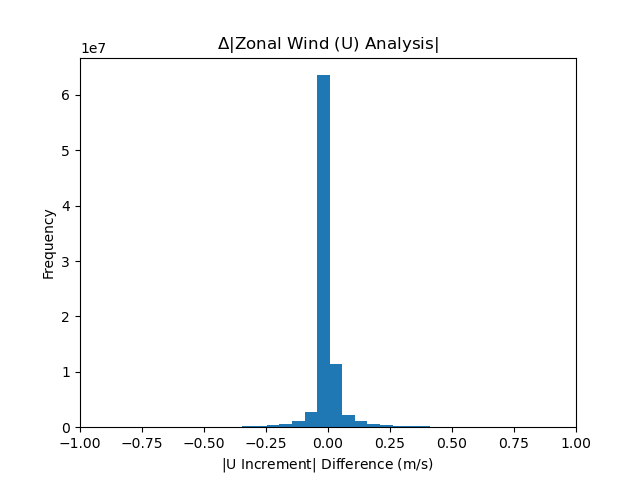 Δ|Zonal Wind (U) Analysis|
1e7
6
5
4
3
2
1
0
Frequency
−1.00 −0.75 −0.50 −0.25 0.00 0.25 0.50 0.75 1.00
|U Increment| Difference (m/s)